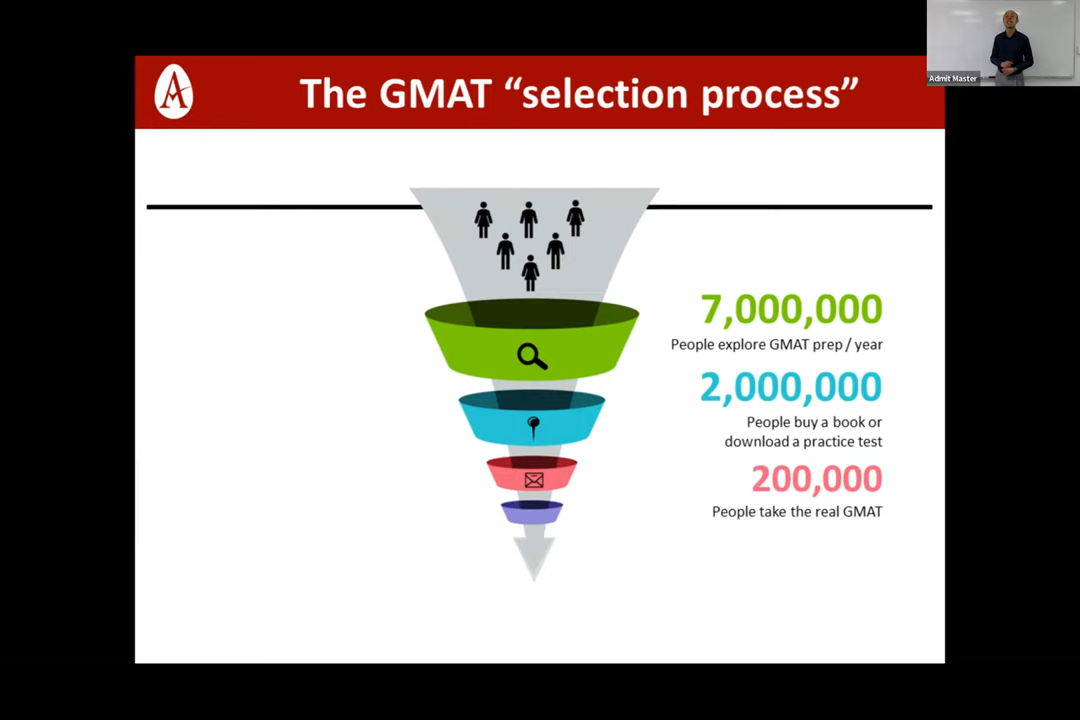 Admit Master
A
The GMAT “selection process”
7,000,000
People explore GMAT prep / year
2,000,000
People buy a book or
download a practice test
200,000
People take the real GMAT